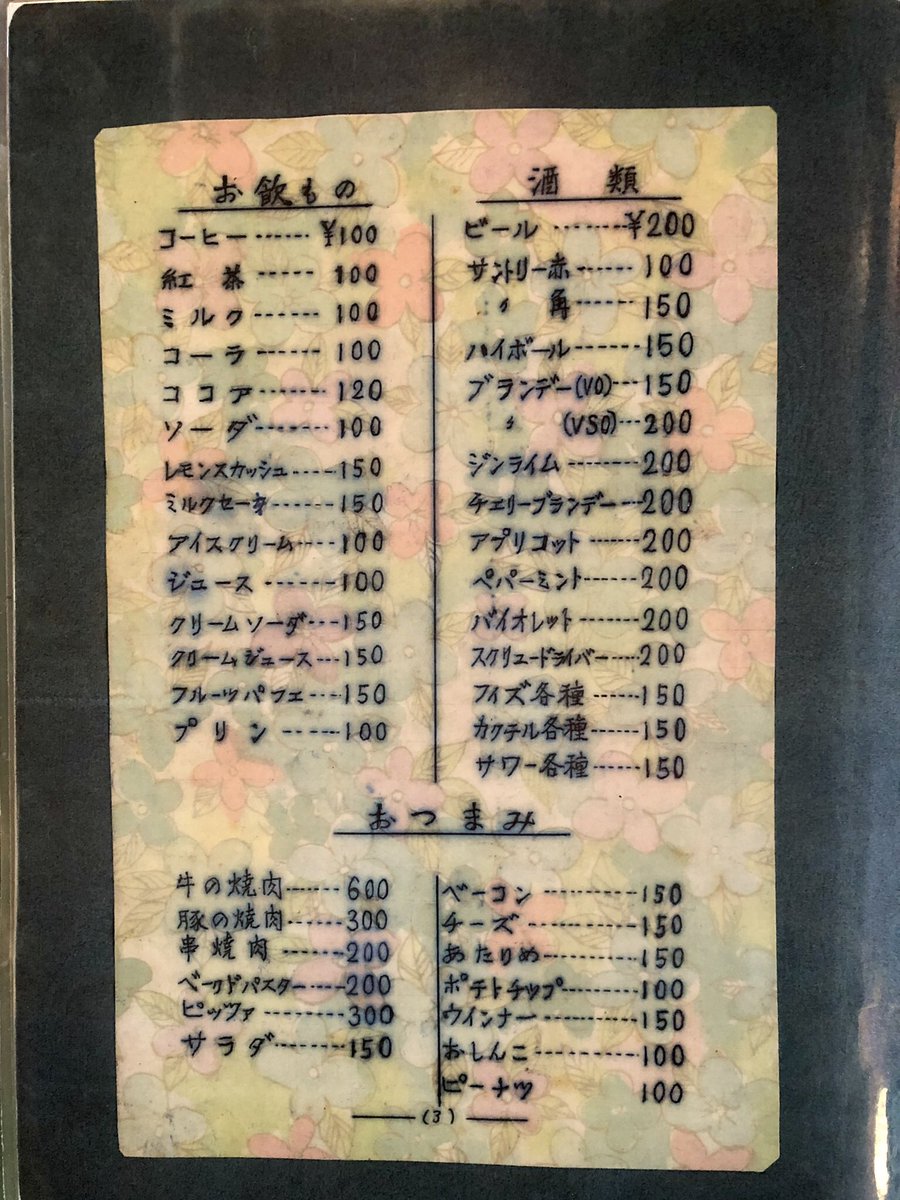 お飲もの
コーヒー……¥100
紅茶 100
ミルク……100
コーラ……100
ココア……120
ソーダ……100
レモンスカッシュ……150
ミルクセーキ……150
アイスクリーム……100
ジュース……100
クリームソーダ……150
クリームジュース……150
フルーツパフェ……150
プリン……100
酒類
ビール……¥200
サントリー赤……100
〃 角……150
ハイボール……150
ブランデー(VO)……150
〃 (VSO)……200
ジンライム……200
チェリーブランデー……200
アプリコット……200
ペパーミント……200
バイオレット……200
スクリュードライバー……200
フイズ各種……150
カクテル各種……150
サワー各種……150
おつまみ
牛の焼肉……600
豚の焼肉……300
串焼肉……200
ベークドパスター……200
ピッツァ……300
サラダ……150
ベーコン……150
チーズ……150
あたりめ……150
ポテトチップ……100
ウインナー……150
おしんこ……100
ピーナツ 100
(3)